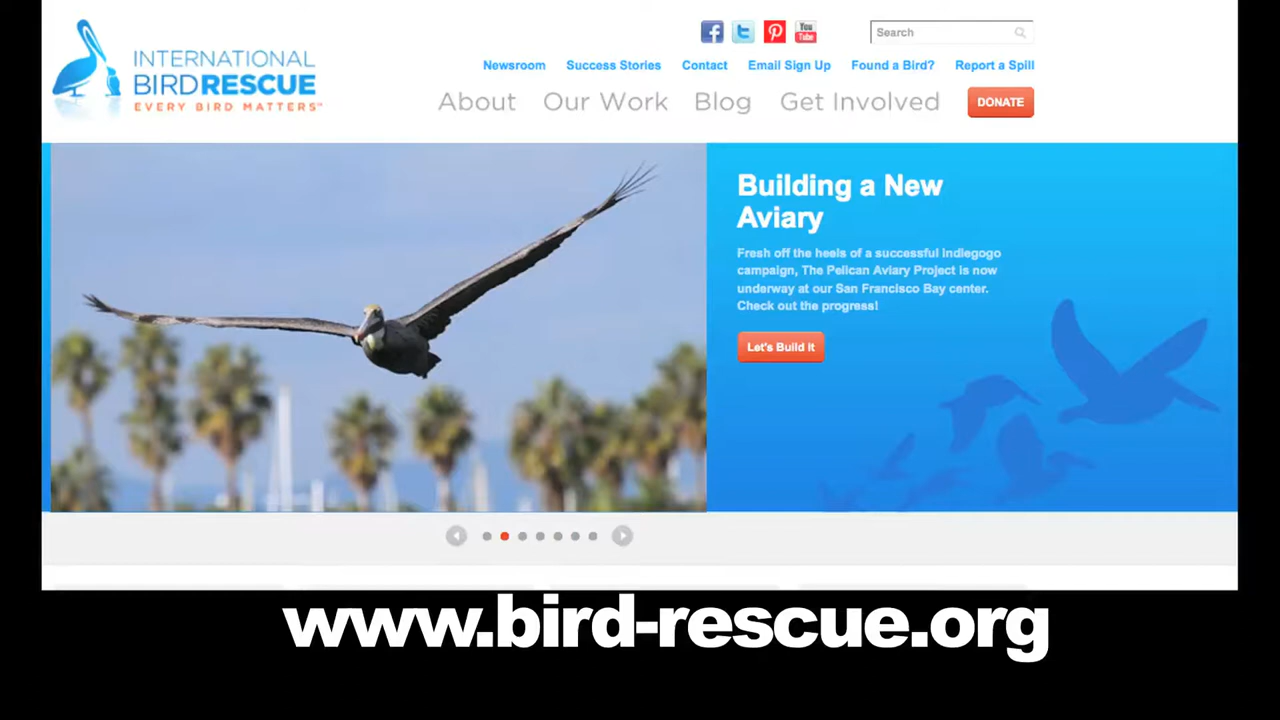 INTERNATIONAL
BIRDRESCUE
EVERY BIRD MATTERS™
You
Tube
Search
Newsroom Success Stories Contact Email Sign Up Found a Bird? Report a Spill
About Our Work Blog Get Involved DONATE
Building a New
Aviary
Fresh off the heels of a successful Indiegogo
campaign, The Pelican Aviary Project is now
underway at our San Francisco Bay center.
Check out the progress!
Let's Build It
www.bird-rescue.org